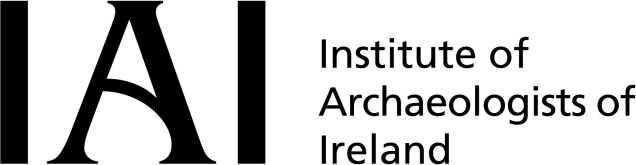 IAI
Institute of
Archaeologists of
Ireland